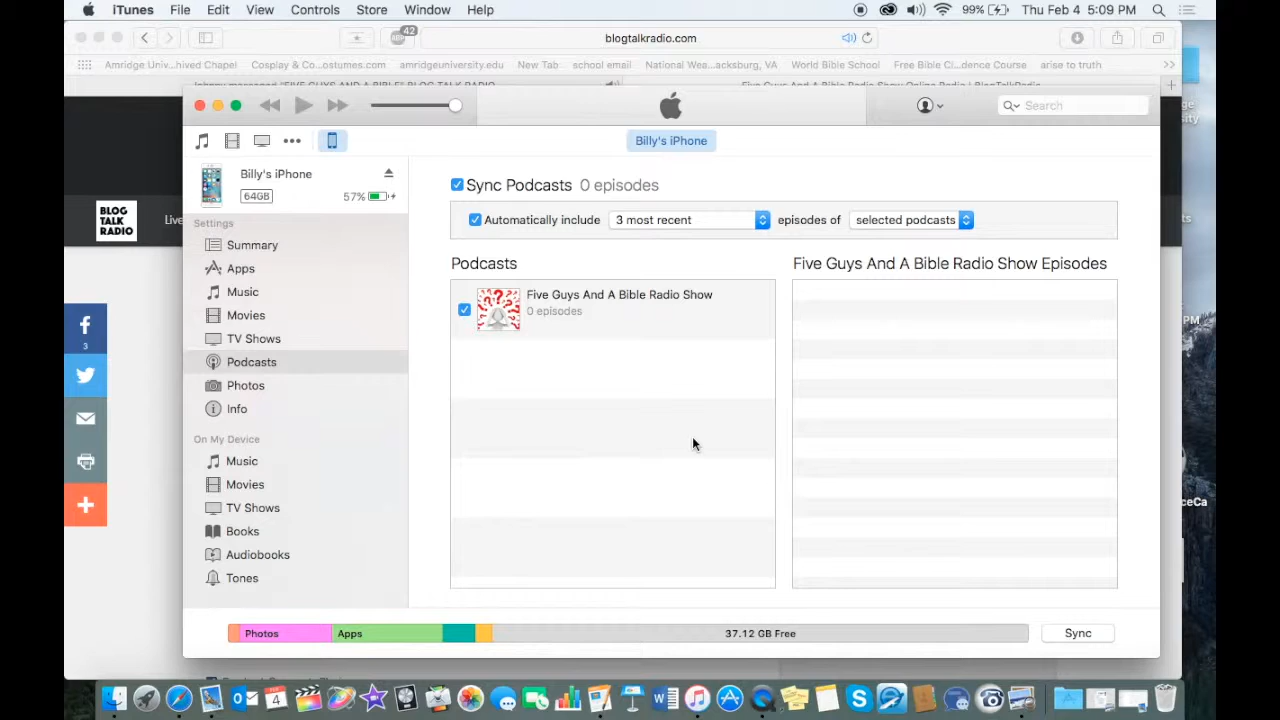 iTunes File Edit View Controls Store Window Help 99% Thu Feb 4 5:09 PM
42 blogtalkradio.com
Amridge Univ...hived Chapel Cosplay & Co...ostumes.com amridgeuniversity.edu New Tab school email National Wea...acksburg, VA World Bible School Free Bible Cl...dence Course arise to truth
Search
Billy's iPhone
Billy's iPhone
64GB 57%
Settings
Summary
Apps
Music
Movies
TV Shows
Podcasts
Photos
Info
On My Device
Music
Movies
TV Shows
Books
Audiobooks
Tones
Sync Podcasts 0 episodes
Automatically include 3 most recent episodes of selected podcasts
Podcasts
Five Guys And A Bible Radio Show
0 episodes
Five Guys And A Bible Radio Show Episodes
Photos Apps 37.12 GB Free Sync
BLOG
TALK
RADIO
Live
3
PM